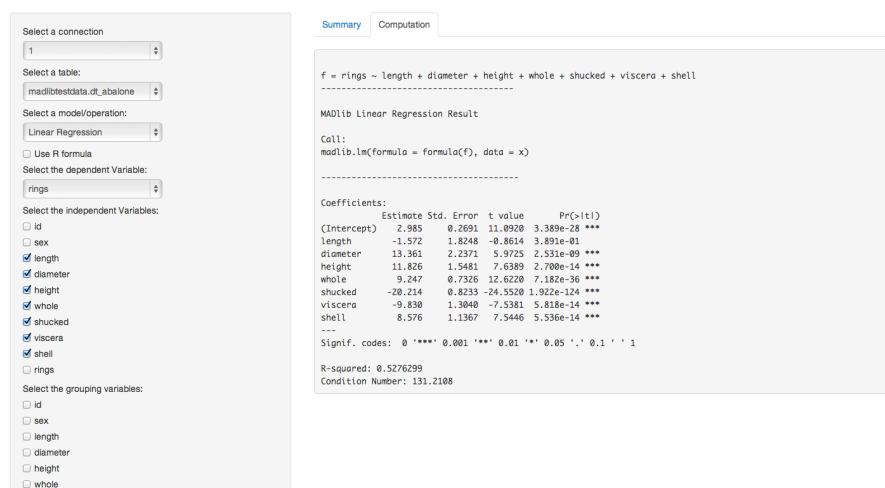 Select a connection
1
Select a table:
madlibtestdata.dt_abalone
Select a model/operation:
Linear Regression
Use R formula
Select the dependent Variable:
rings
Select the independent Variables:
id
sex
length
diameter
height
whole
shucked
viscera
shell
rings
Select the grouping variables:
id
sex
length
diameter
height
whole
Summary Computation
f = rings ~ length + diameter + height + whole + shucked + viscera + shell
-------------------------------------
MADlib Linear Regression Result
Call:
madlib.lm(formula = formula(f), data = x)
--------------------------------------
Coefficients:
Estimate Std. Error t value Pr(>|t|)
(Intercept) 2.985 0.2691 11.0920 3.389e-28 ***
length -1.572 1.8248 -0.8614 3.891e-01
diameter 13.361 2.2371 5.9725 2.531e-09 ***
height 11.826 1.5481 7.6389 2.700e-14 ***
whole 9.247 0.7326 12.6220 7.182e-36 ***
shucked -20.214 0.8233 -24.5520 1.922e-124 ***
viscera -9.830 1.3040 -7.5381 5.818e-14 ***
shell 8.576 1.1367 7.5446 5.536e-14 ***
---
Signif. codes: 0 '***' 0.001 '**' 0.01 '*' 0.05 '.' 0.1 ' ' 1
R-squared: 0.5276299
Condition Number: 131.2108